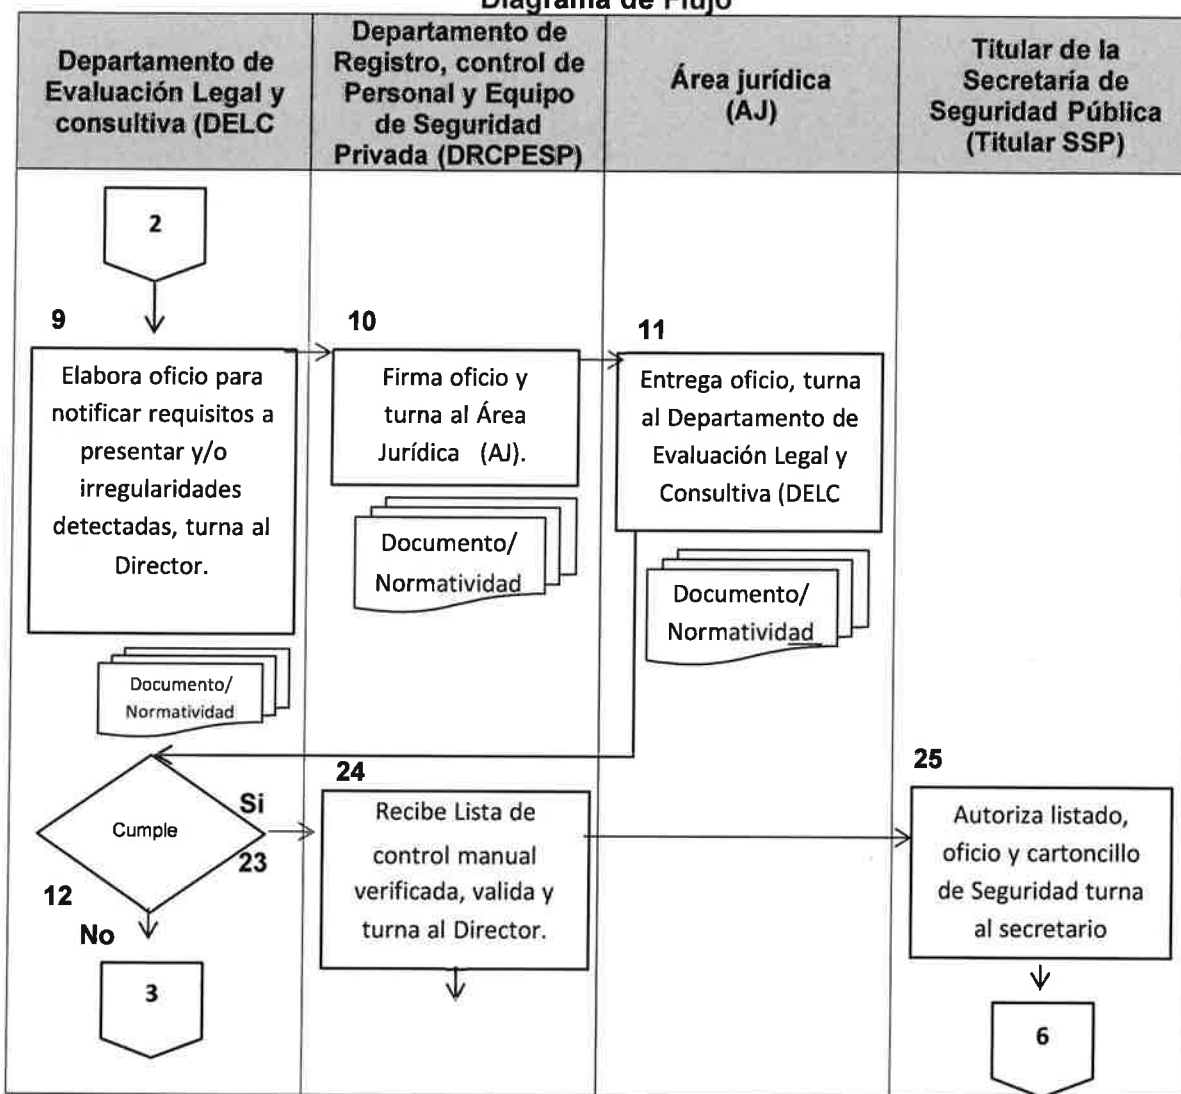 Diagrama de Flujo
Departamento de
Evaluación Legal y
consultiva (DELC
Departamento de
Registro, control de
Personal y Equipo
de Seguridad
Privada (DRCPESP)
Área jurídica
(AJ)
Titular de la
Secretaría de
Seguridad Pública
(Titular SSP)
2
9
Elabora oficio para
notificar requisitos a
presentar y/o
irregularidades
detectadas, turna al
Director.
Documento/
Normatividad
10
Firma oficio y
turna al Área
Jurídica (AJ).
Documento/
Normatividad
11
Entrega oficio, turna
al Departamento de
Evaluación Legal y
Consultiva (DELC
Documento/
Normatividad
Cumple
Si
23
12
No
3
24
Recibe Lista de
control manual
verificada, valida y
turna al Director.
25
Autoriza listado,
oficio y cartoncillo
de Seguridad turna
al secretario
6